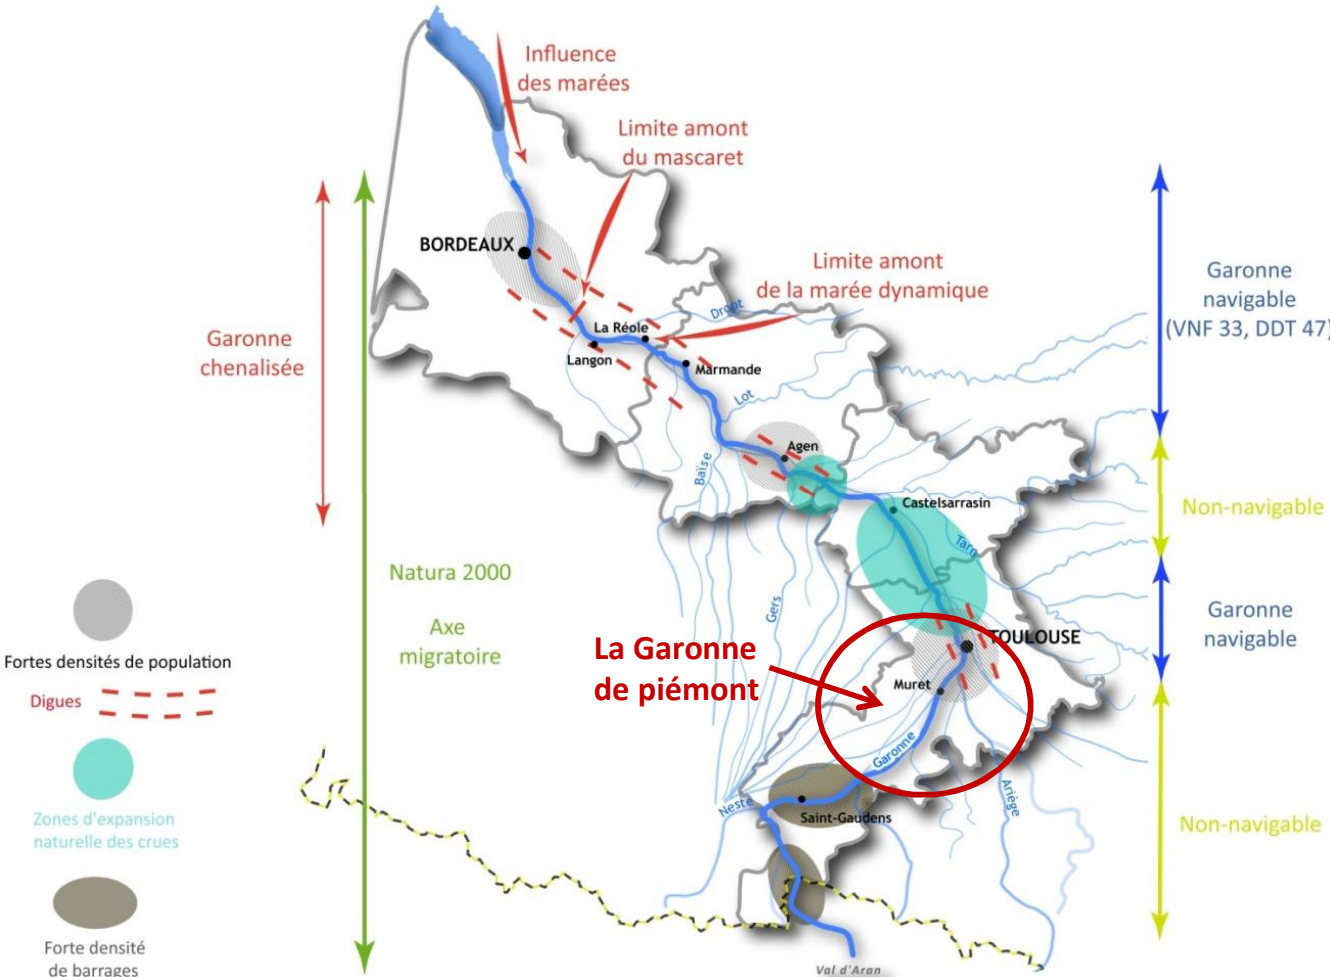 Influence
des marées
Limite amont
du mascaret
BORDEAUX
Limite amont
de la marée dynamique
Garonne
navigable
(VNF 33, DDT 47)
Dropt
La Réole
Langon
Marmande
Garonne
chenalisée
Lot
Agen
Baïse
Castelsarrasin
Non-navigable
Tarn
Natura 2000
Axe
migratoire
Gers
Garonne
navigable
TOULOUSE
La Garonne
de piémont
Muret
Fortes densités de population
Digues
Garonne
Ariège
Neste
Saint-Gaudens
Zones d'expansion
naturelle des crues
Non-navigable
Forte densité
de barrages
Val d'Aran